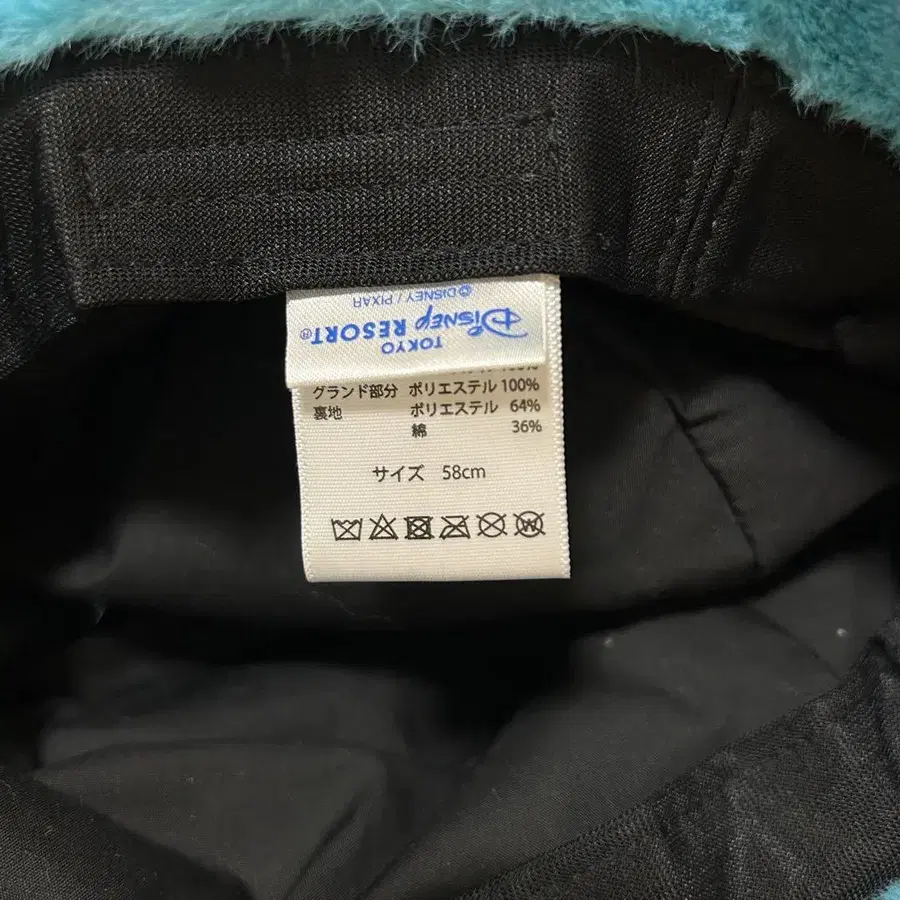 ©DISNEY / PIXAR
TOKYO
Disney RESORT®
グランド部分 ポリエステル 100%
裏地 ポリエステル 64%
綿 36%
サイズ 58cm
W